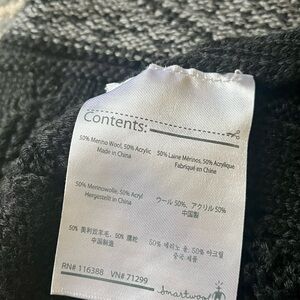 Contents:
50% Merino Wool, 50% Acrylic
Made in China
50% Laine Mérinos, 50% Acrylique
Fabriqué en Chine
50% Merinowolle, 50% Acryl
Hergestellt in China
ウール 50%, アクリル 50%
中国製
50% 美利奴羊毛, 50% 腈纶
中国制造
50% 메리노 울, 50% 아크릴
중국 제품
RN# 116388 VN# 71299
Smartwool